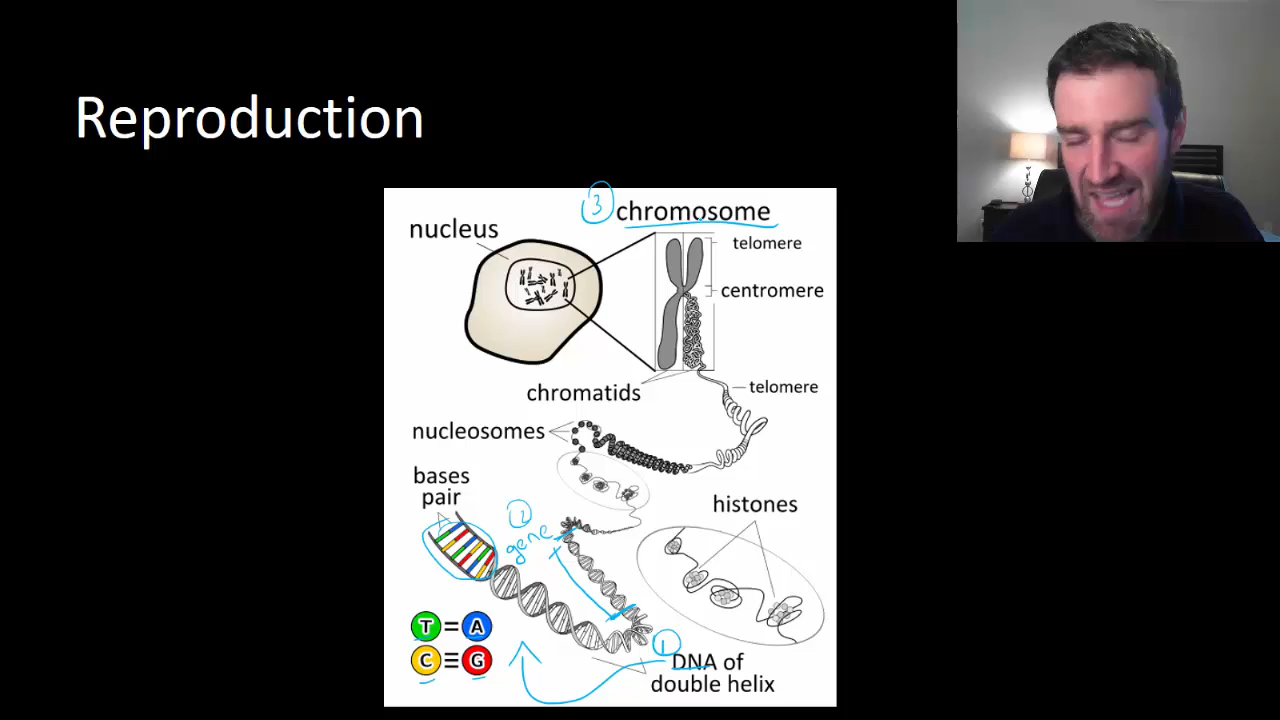 Reproduction
3 chromosome
nucleus
telomere
centromere
chromatids
telomere
nucleosomes
bases
pair
histones
2
gene
T = A
C ≡ G
1
DNA of
double helix